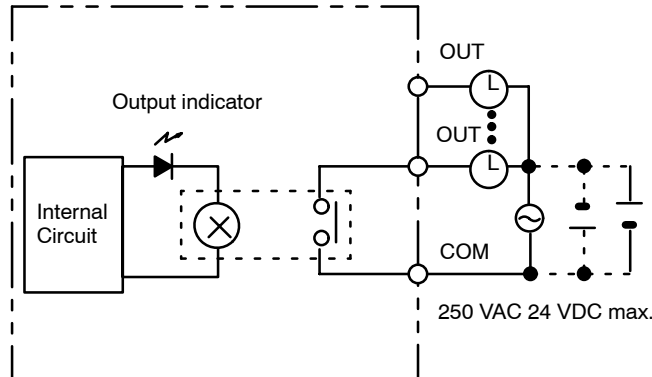 OUT
L
Output indicator
OUT
L
Internal
Circuit
COM
250 VAC 24 VDC max.